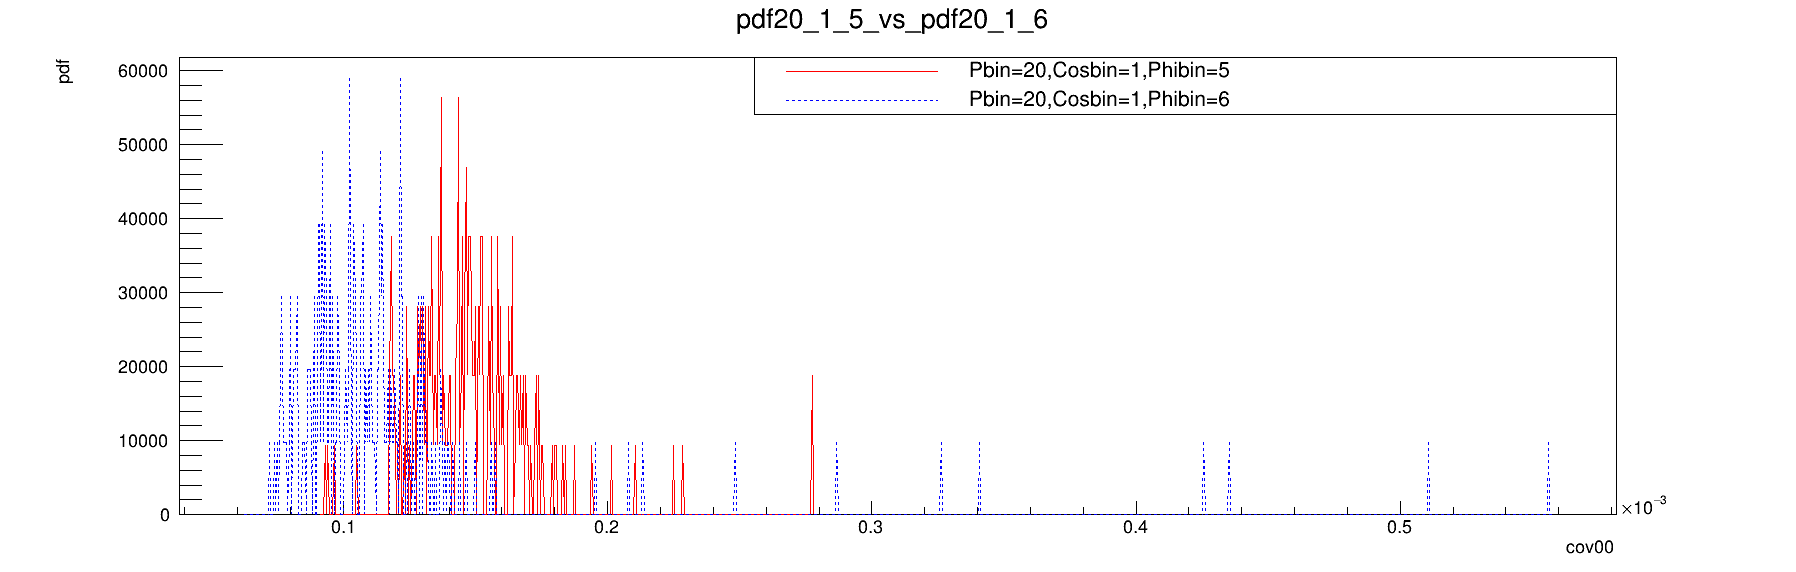 pdf20_1_5_vs_pdf20_1_6
pdf
Pbin=20,Cosbin=1,Phibin=5
Pbin=20,Cosbin=1,Phibin=6
60000
50000
40000
30000
20000
10000
0
0.1 0.2 0.3 0.4 0.5
×10⁻³
cov00